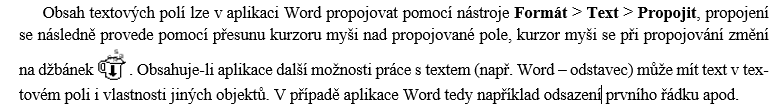 Obsah textových polí lze v aplikaci Word propojovat pomocí nástroje Formát > Text > Propojit, propojení
se následně provede pomocí přesunu kurzoru myši nad propojované pole, kurzor myši se při propojování změní
na džbánek . Obsahuje-li aplikace další možnosti práce s textem (např. Word – odstavec) může mít text v tex-
tovém poli i vlastnosti jiných objektů. V případě aplikace Word tedy například odsazení prvního řádku apod.